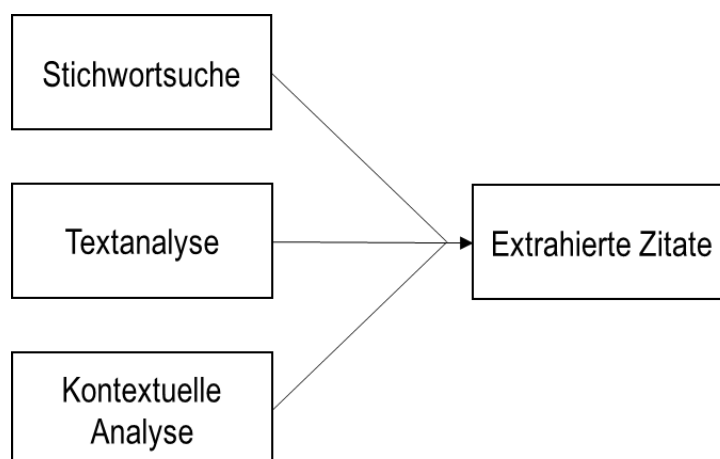 Stichwortsuche
Textanalyse
Extrahierte Zitate
Kontextuelle
Analyse